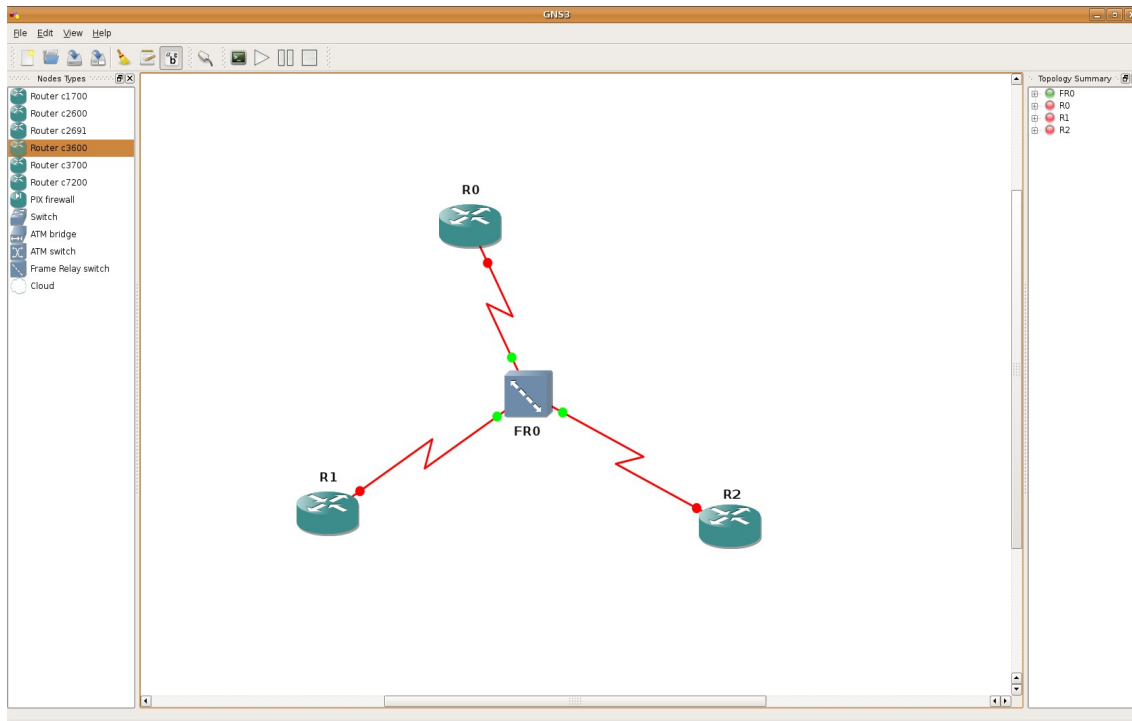 GNS3
File Edit View Help
a b c
Nodes Types
Topology Summary
Router c1700
Router c2600
Router c2691
Router c3600
Router c3700
Router c7200
PIX firewall
Switch
ATM bridge
ATM switch
Frame Relay switch
Cloud
FR0
R0
R1
R2
R0
FR0
R1
R2